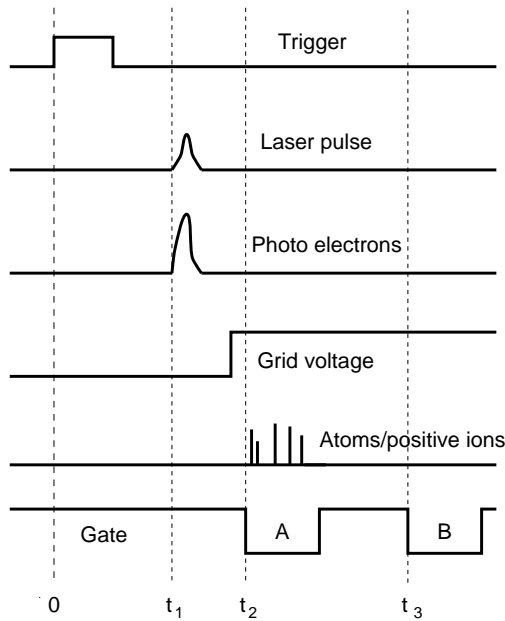 Trigger
Laser pulse
Photo electrons
Grid voltage
Atoms/positive ions
Gate A B
0 t1 t2 t3